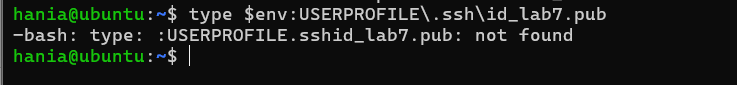 hania@ubuntu:~$ type $env:USERPROFILE\.ssh\id_lab7.pub
-bash: type: :USERPROFILE.sshid_lab7.pub: not found
hania@ubuntu:~$